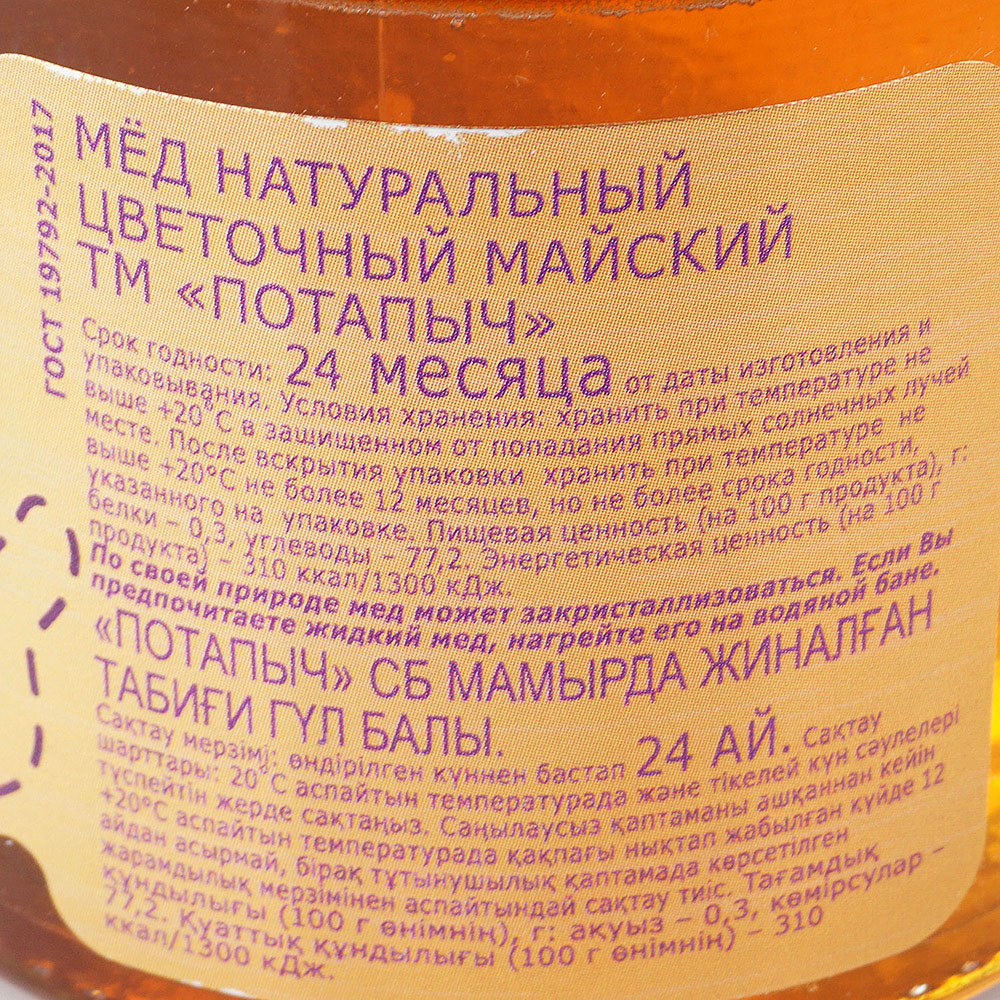 ГОСТ 19792-2017
МЁД НАТУРАЛЬНЫЙ
ЦВЕТОЧНЫЙ МАЙСКИЙ
ТМ «ПОТАПЫЧ»
Срок годности: 24 месяца от даты изготовления и
упаковывания. Условия хранения: хранить при температуре не
выше +20°С в защищенном от попадания прямых солнечных лучей
месте. После вскрытия упаковки хранить при температуре не
выше +20°С не более 12 месяцев, но не более срока годности,
указанного на упаковке. Пищевая ценность (на 100 г продукта), г:
белки – 0,3, углеводы – 77,2. Энергетическая ценность (на 100 г
продукта) – 310 ккал/1300 кДж.
По своей природе мед может закристаллизоваться. Если Вы
предпочитаете жидкий мед, нагрейте его на водяной бане.
«ПОТАПЫЧ» СБ МАМЫРДА ЖИНАЛҒАН
ТАБИҒИ ГҮЛ БАЛЫ.
Сақтау мерзімі: өндірілген күннен бастап 24 АЙ. Сақтау
шарттары: 20°С аспайтын температурада және тікелей күн сәулелері
түспейтін жерде сақтаңыз. Саңылаусыз қаптаманы ашқаннан кейін
+20°С аспайтын температурада қақпағы нықтап жабылған күйде 12
айдан асырмай, бірақ тұтынушылық қаптамада көрсетілген
жарамдылық мерзімінен аспайтындай сақтау тиіс. Тағамдық
құндылығы (100 г өнімнің), г: ақуыз – 0,3, көмірсулар –
77,2. Қуаттық құндылығы (100 г өнімнің) – 310
ккал/1300 кДж.